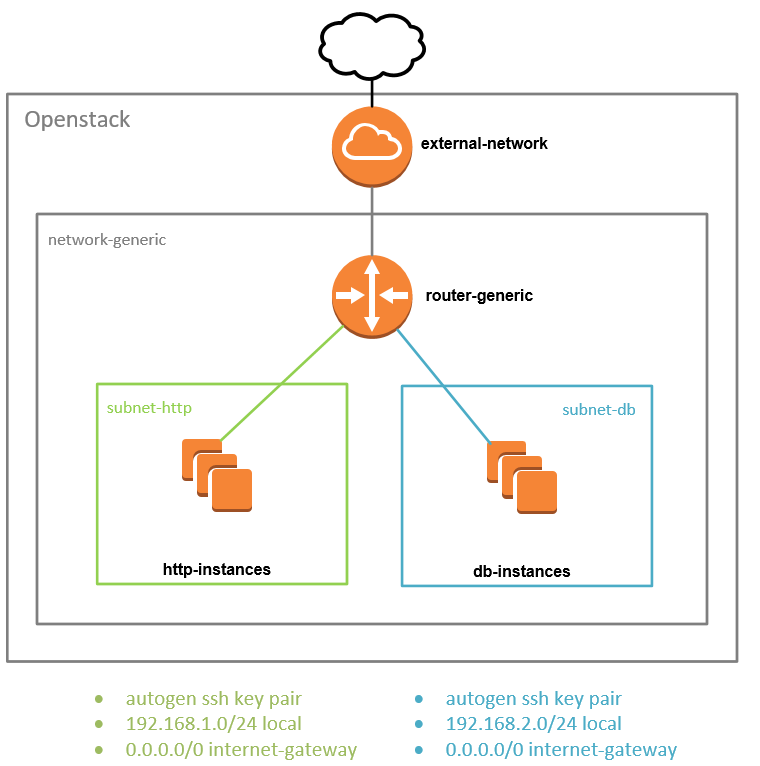 Openstack
external-network
network-generic
router-generic
subnet-http
subnet-db
http-instances
db-instances
• autogen ssh key pair
• 192.168.1.0/24 local
• 0.0.0.0/0 internet-gateway
• autogen ssh key pair
• 192.168.2.0/24 local
• 0.0.0.0/0 internet-gateway